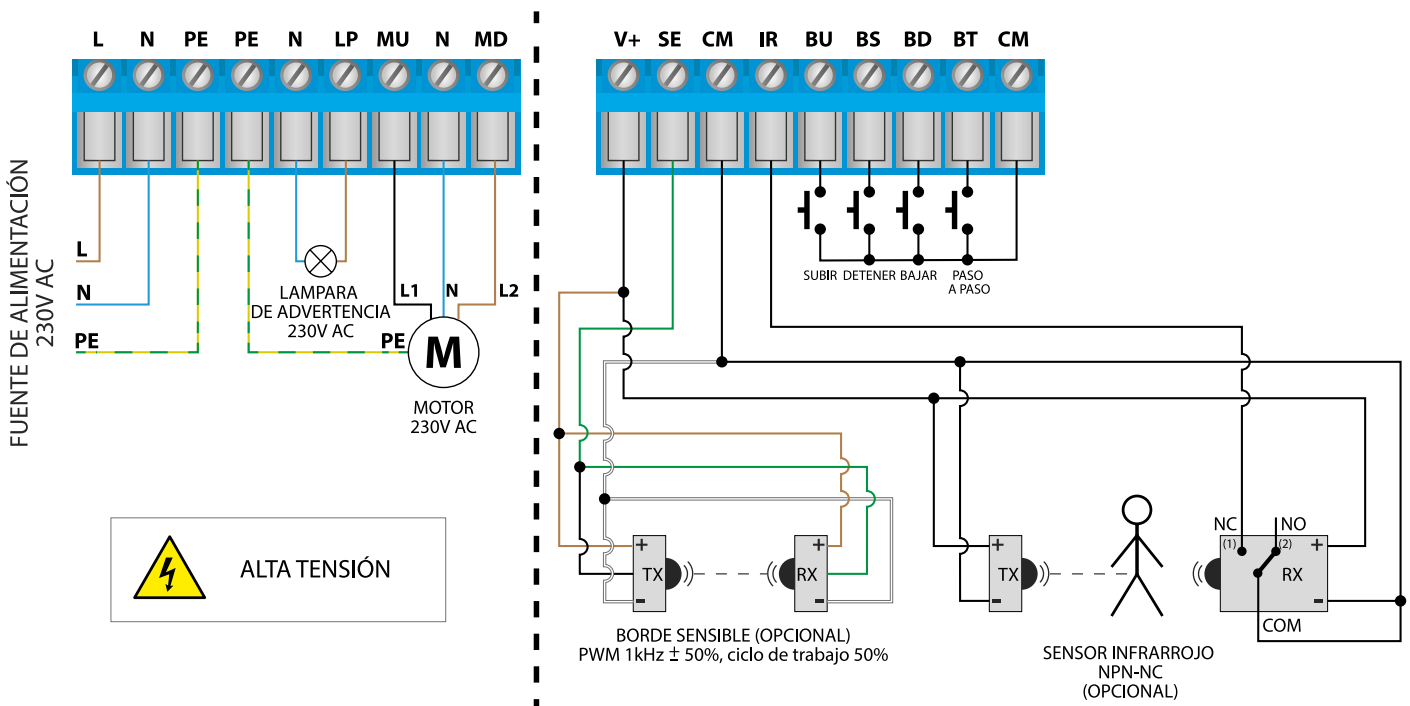 L N PE PE N LP MU N MD
V+ SE CM IR BU BS BD BT CM
FUENTE DE ALIMENTACIÓN
230V AC
L
N
PE
LAMPARA
DE ADVERTENCIA
230V AC
L1 N L2
PE
M
MOTOR
230V AC
ALTA TENSIÓN
SUBIR DETENER BAJAR PASO
A PASO
+
TX
-
+
RX
-
BORDE SENSIBLE (OPCIONAL)
PWM 1kHz ± 50%, ciclo de trabajo 50%
+
TX
-
NC NO
(1) (2)
+
RX
-
COM
SENSOR INFRARROJO
NPN-NC
(OPCIONAL)